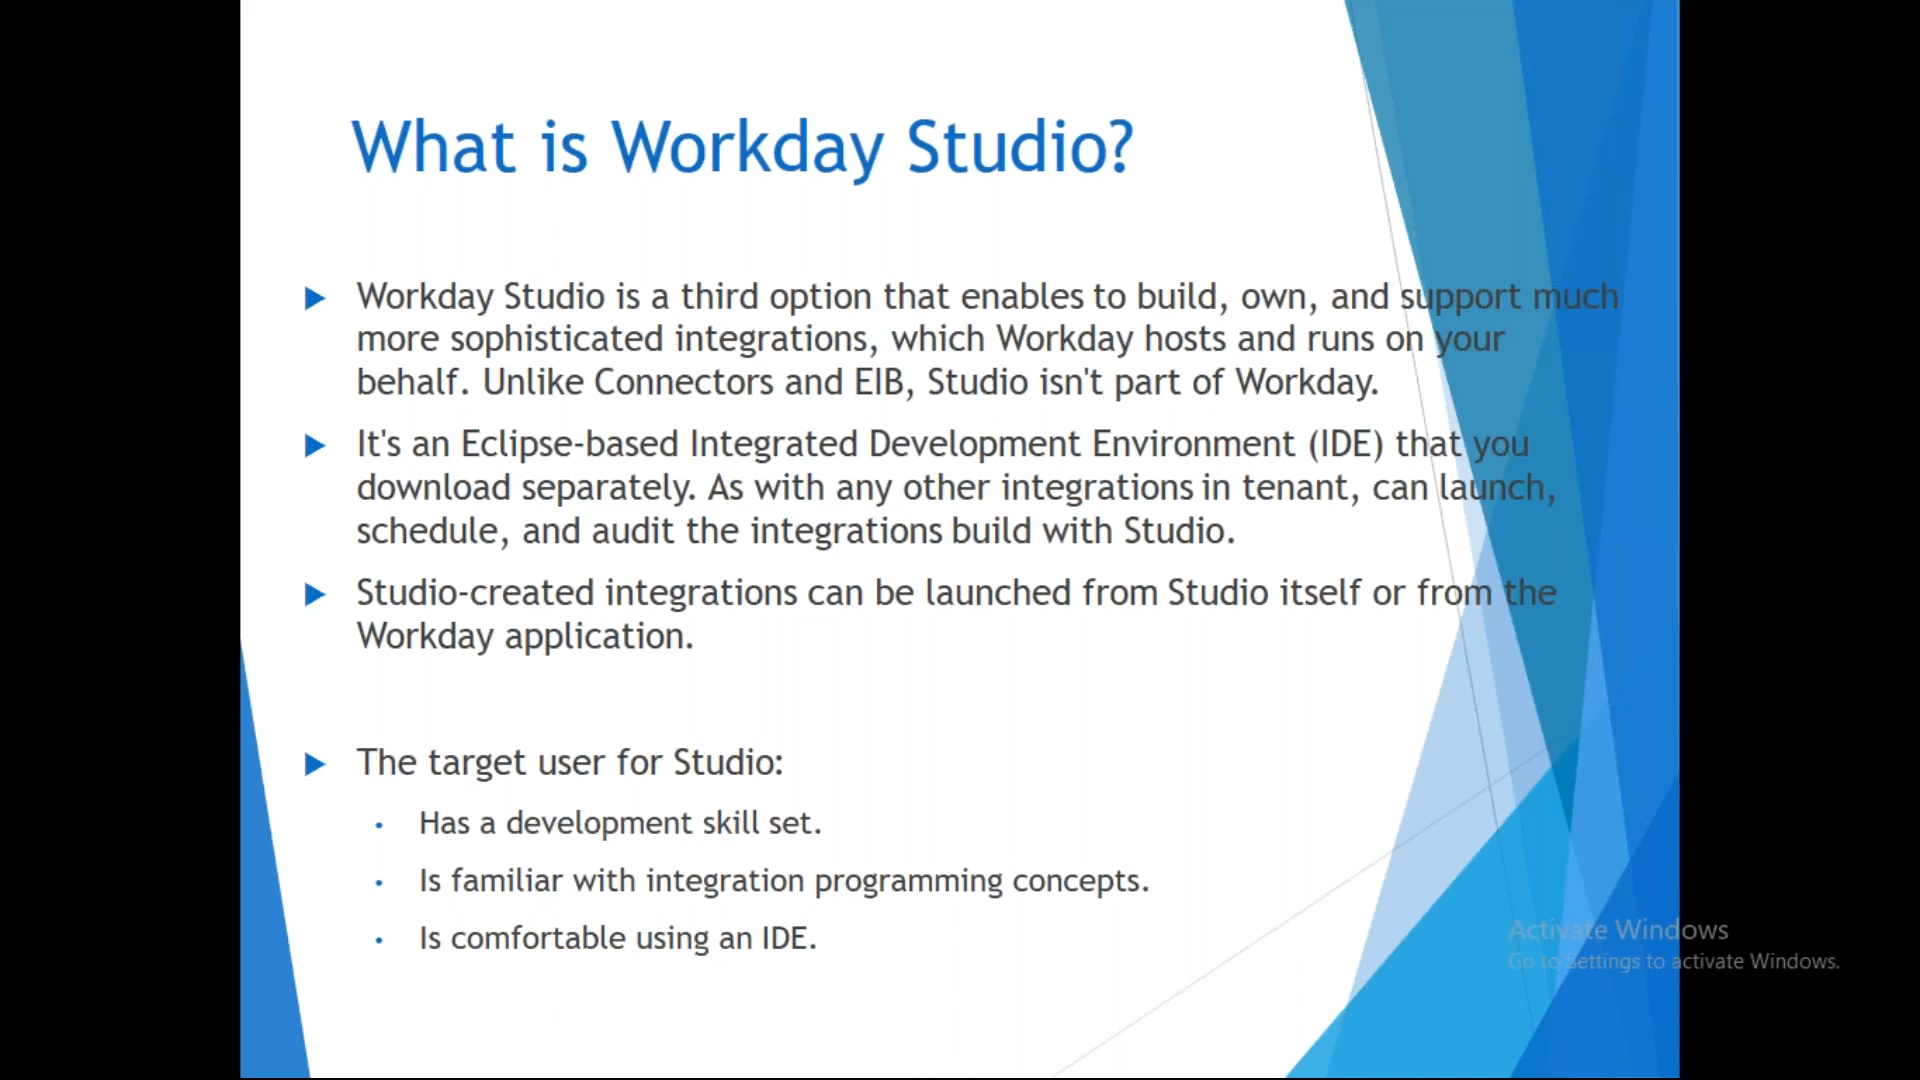 What is Workday Studio?
Workday Studio is a third option that enables to build, own, and support much
more sophisticated integrations, which Workday hosts and runs on your
behalf. Unlike Connectors and EIB, Studio isn't part of Workday.
It's an Eclipse-based Integrated Development Environment (IDE) that you
download separately. As with any other integrations in tenant, can launch,
schedule, and audit the integrations build with Studio.
Studio-created integrations can be launched from Studio itself or from the
Workday application.
The target user for Studio:
Has a development skill set.
Is familiar with integration programming concepts.
Is comfortable using an IDE.
Activate Windows
Go to Settings to activate Windows.